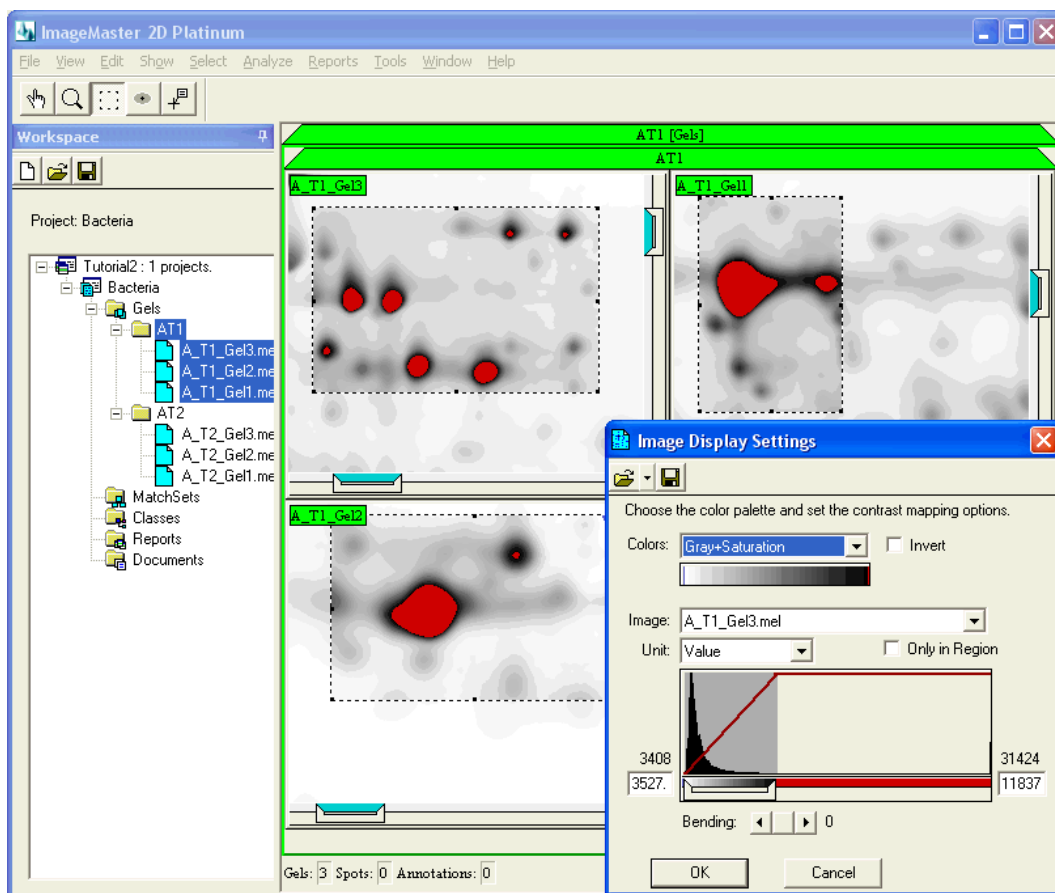 ImageMaster 2D Platinum
File View Edit Show Select Analyze Reports Tools Window Help
Workspace
Project: Bacteria
Tutorial2 : 1 projects.
Bacteria
Gels
AT1
A_T1_Gel3.mel
A_T1_Gel2.mel
A_T1_Gel1.mel
AT2
A_T2_Gel3.me
A_T2_Gel2.me
A_T2_Gel1.me
MatchSets
Classes
Reports
Documents
AT1 [Gels]
AT1
A_T1_Gel3
A_T1_Gel1
A_T1_Gel2
Gels: 3 Spots: 0 Annotations: 0
Image Display Settings
Choose the color palette and set the contrast mapping options.
Colors: Gray+Saturation Invert
Image: A_T1_Gel3.mel
Unit: Value Only in Region
3408 31424
3527. 11837
Bending: 0
OK Cancel